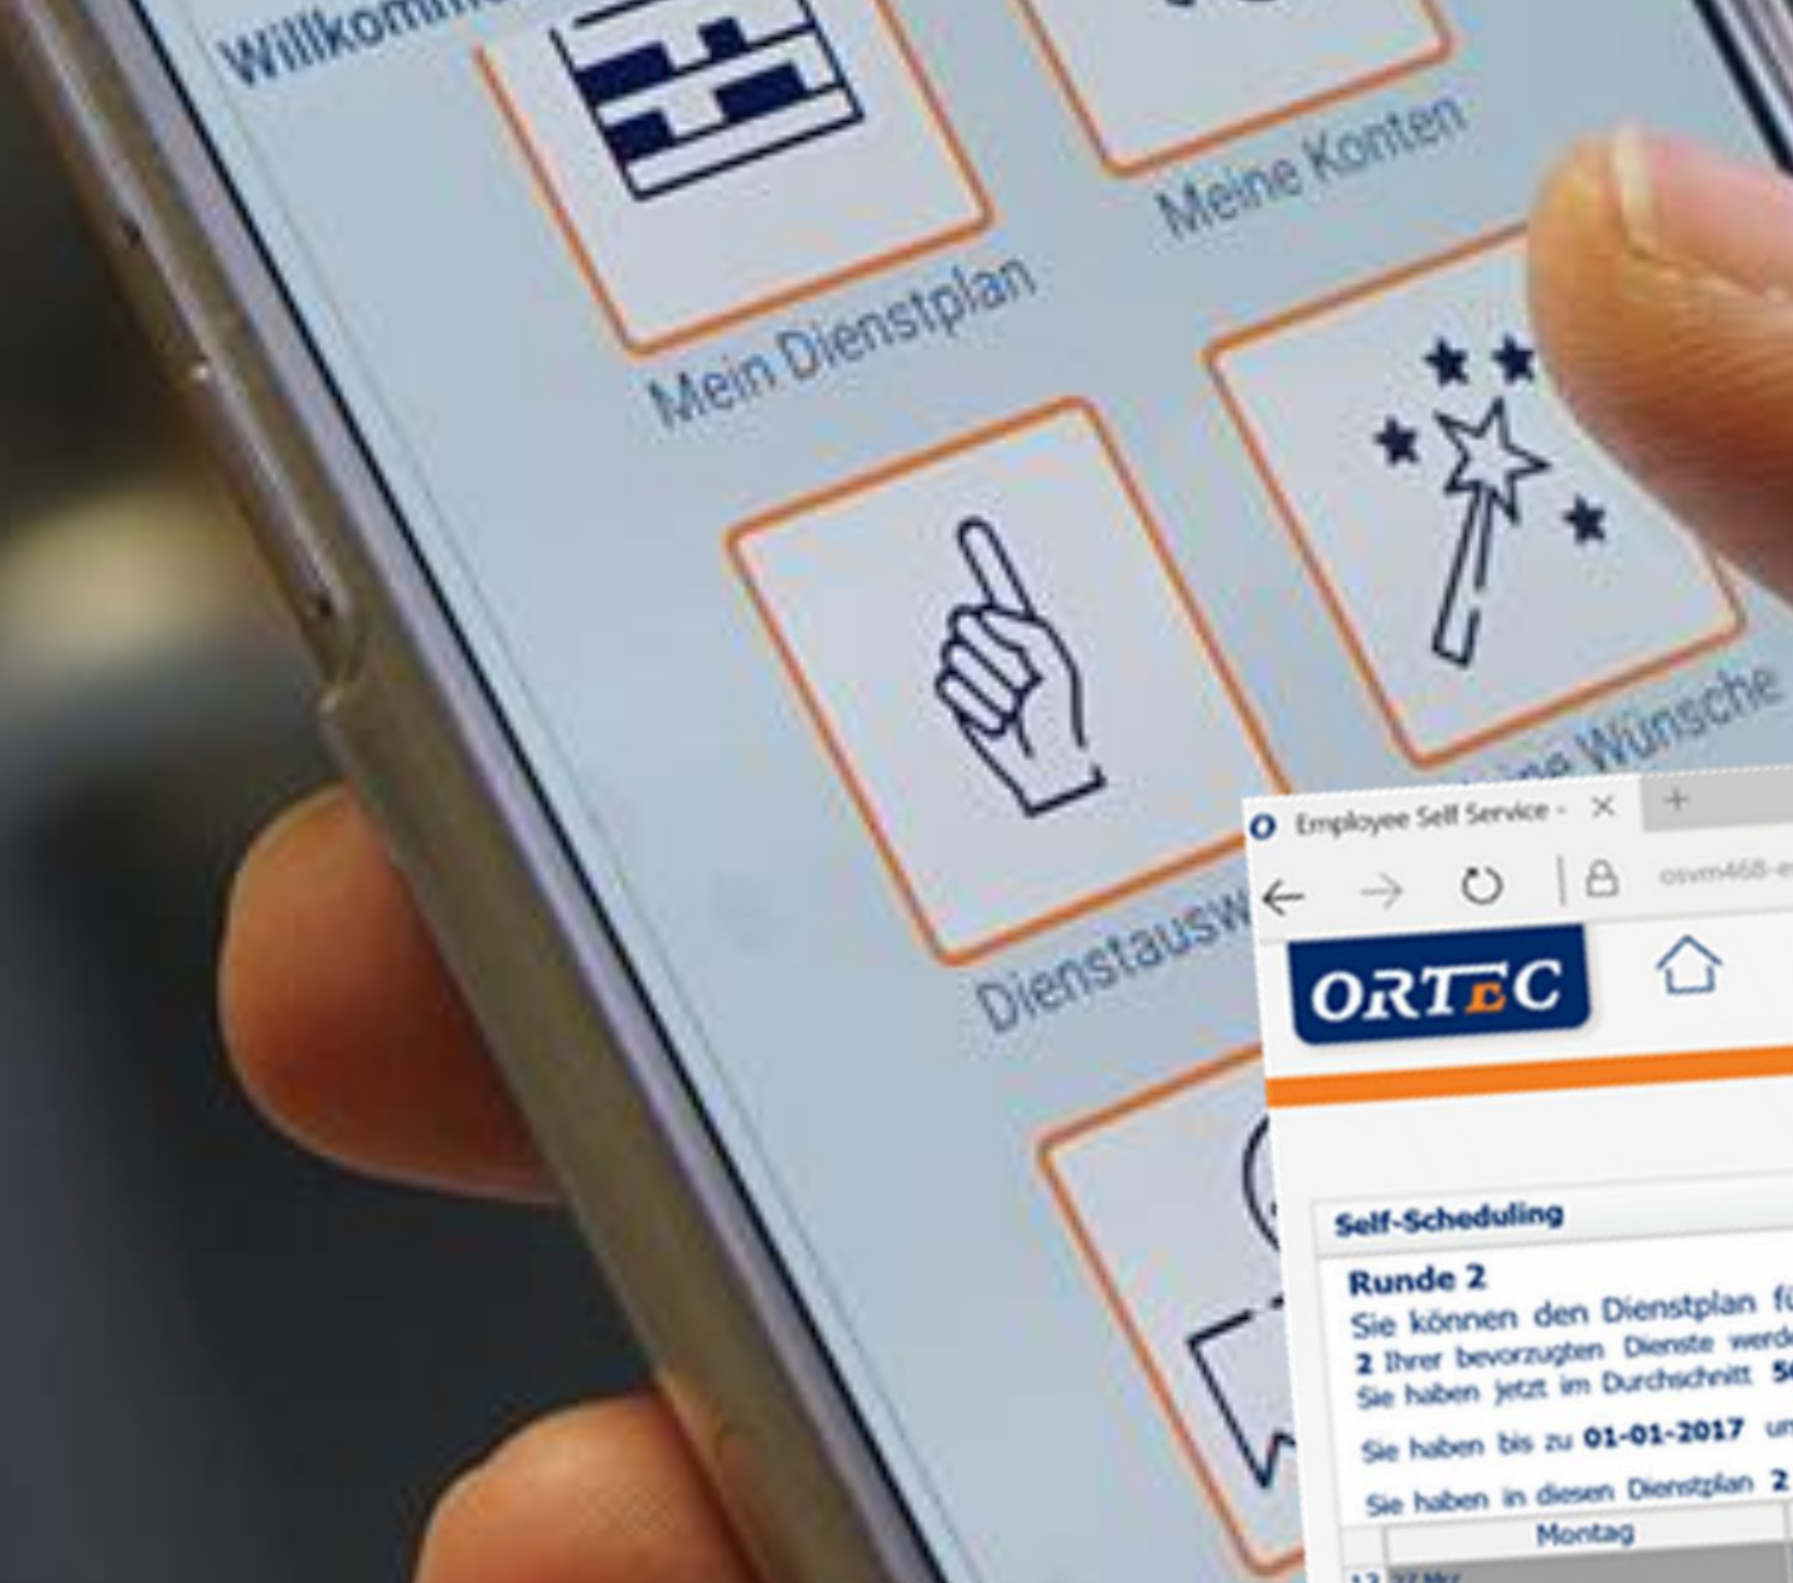 Meine Konten
Mein Dienstplan
Wünsche
Employee Self Service -
ORTEC
Self-Scheduling
Runde 2
Sie können den Dienstplan
2 Ihrer bevorzugten Dienste
Sie haben jetzt im Durchschnitt
Sie haben bis zu 01-01-2017
Sie haben in diesen Dienstplan 2
Montag